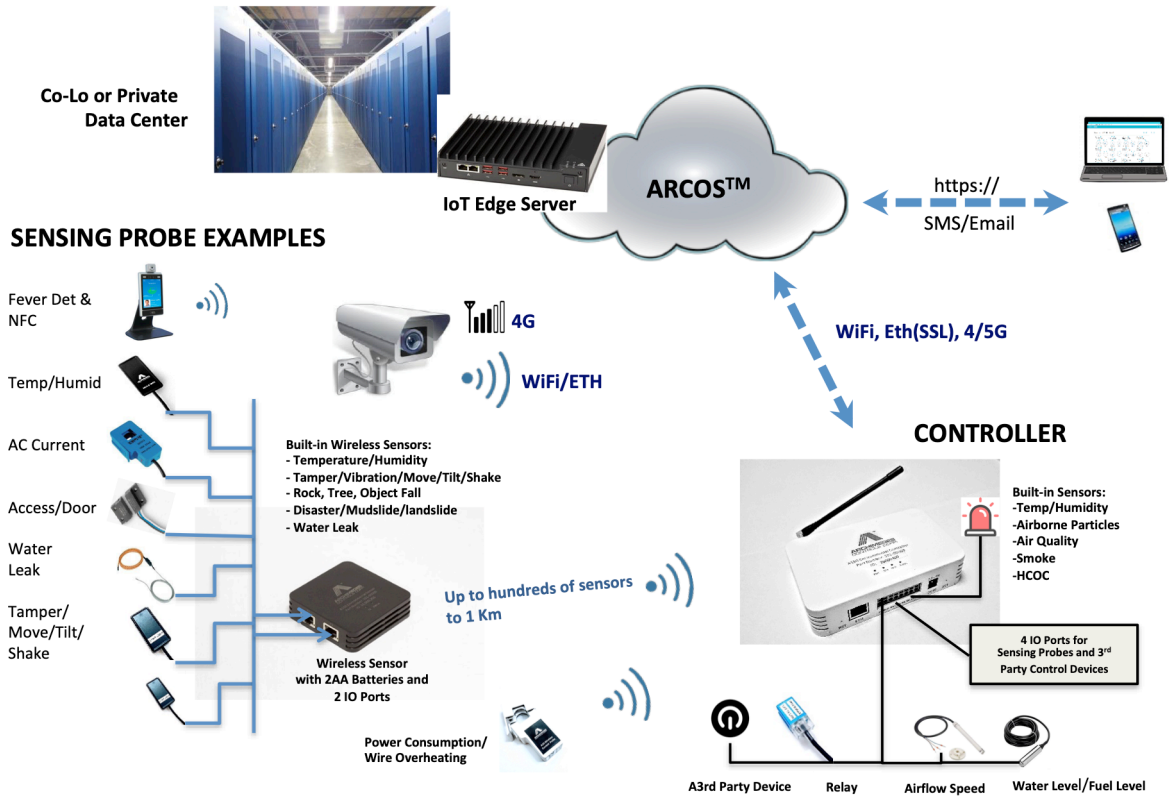 Co-Lo or Private
Data Center
IoT Edge Server
ARCOS™
https://
SMS/Email
SENSING PROBE EXAMPLES
Fever Det &
NFC
4G
WiFi/ETH
WiFi, Eth(SSL), 4/5G
Temp/Humid
AC Current
Access/Door
Water
Leak
Tamper/
Move/Tilt/
Shake
Built-in Wireless Sensors:
- Temperature/Humidity
- Tamper/Vibration/Move/Tilt/Shake
- Rock, Tree, Object Fall
- Disaster/Mudslide/landslide
- Water Leak
Wireless Sensor
with 2AA Batteries and
2 IO Ports
Up to hundreds of sensors
to 1 Km
Power Consumption/
Wire Overheating
CONTROLLER
Built-in Sensors:
-Temp/Humidity
-Airborne Particles
-Air Quality
-Smoke
-HCOC
4 IO Ports for
Sensing Probes and 3rd
Party Control Devices
A3rd Party Device
Relay
Airflow Speed
Water Level/Fuel Level